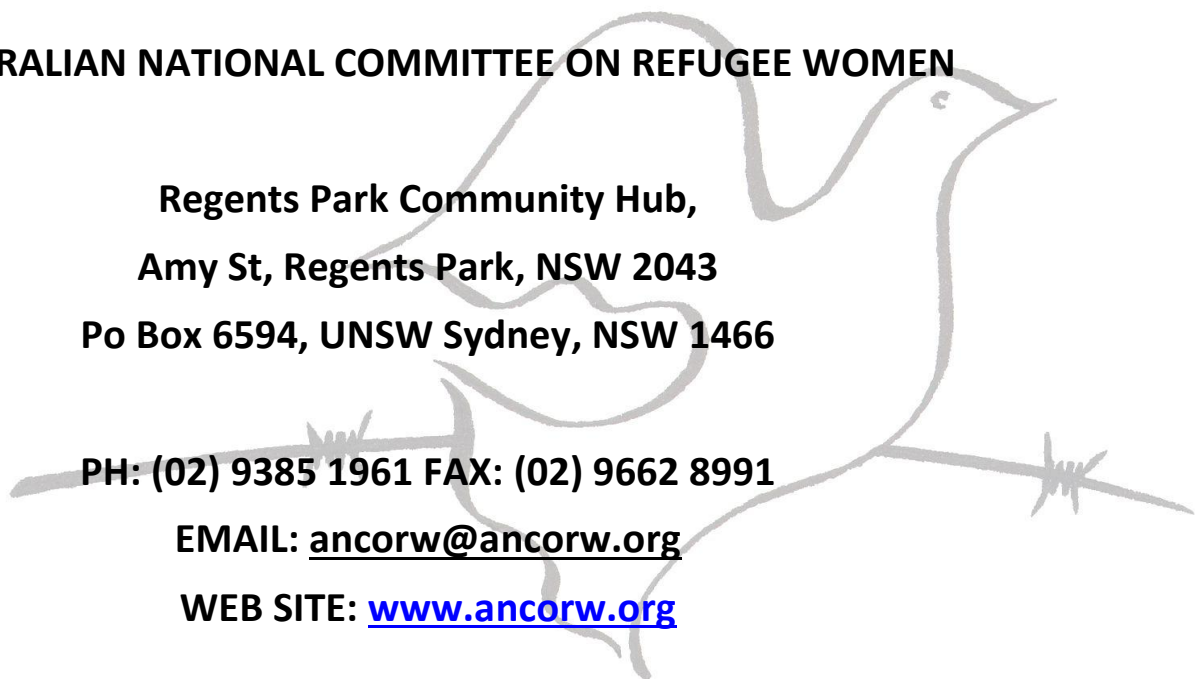 RALIAN NATIONAL COMMITTEE ON REFUGEE WOMEN
Regents Park Community Hub,
Amy St, Regents Park, NSW 2043
Po Box 6594, UNSW Sydney, NSW 1466
PH: (02) 9385 1961 FAX: (02) 9662 8991
EMAIL: ancorw@ancorw.org
WEB SITE: www.ancorw.org